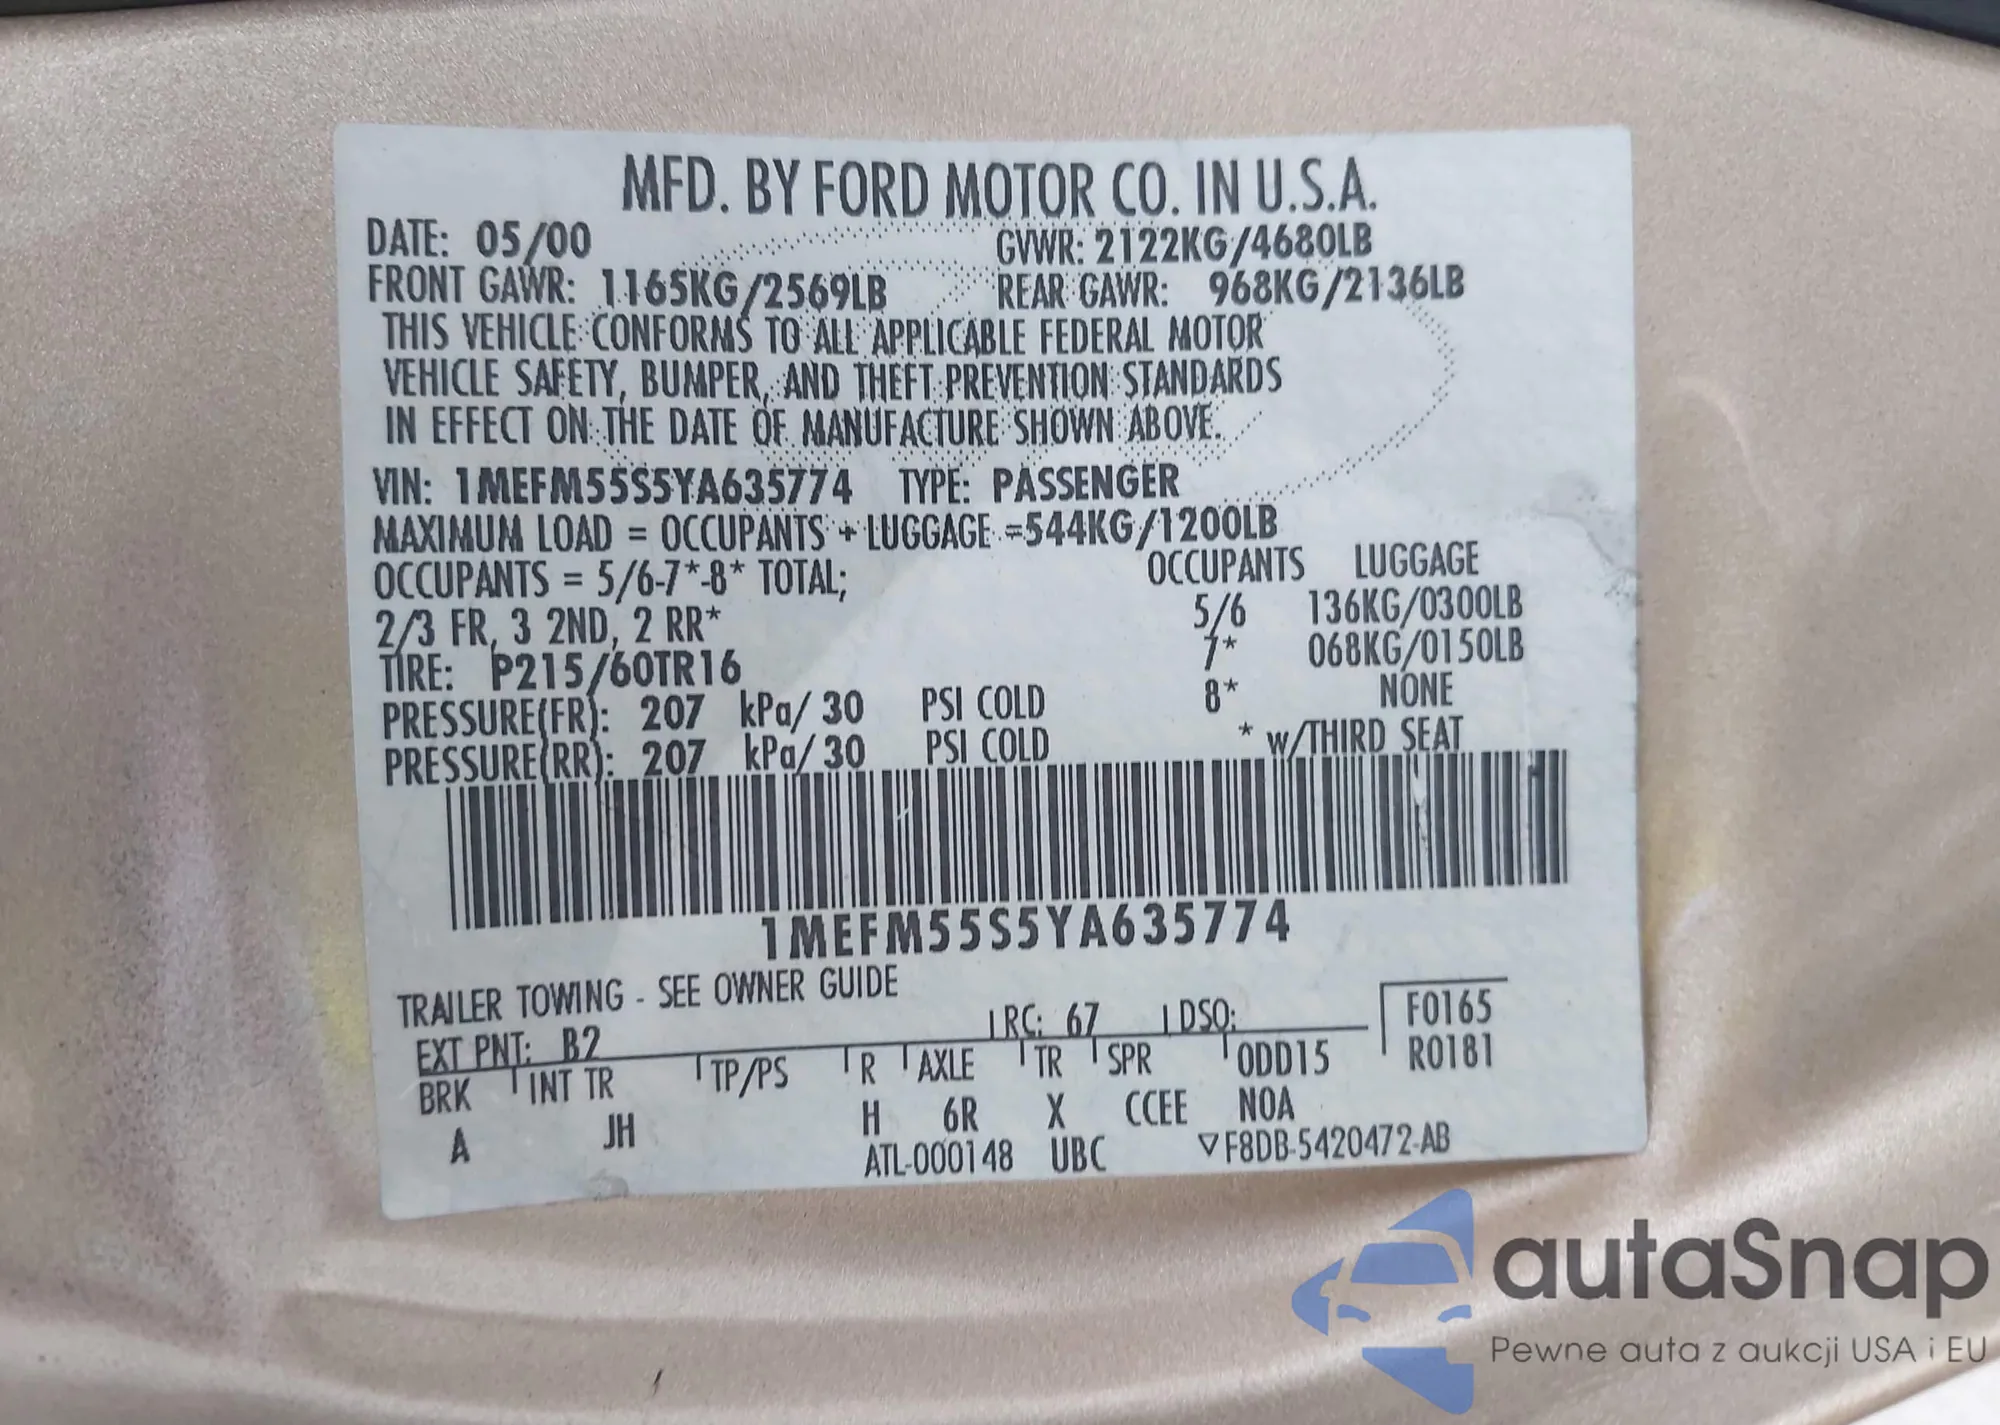 MFD. BY FORD MOTOR CO. IN U.S.A.
DATE: 05/00 GVWR: 2122KG/4680LB
FRONT GAWR: 1165KG/2569LB REAR GAWR: 968KG/2136LB
THIS VEHICLE CONFORMS TO ALL APPLICABLE FEDERAL MOTOR
VEHICLE SAFETY, BUMPER, AND THEFT PREVENTION STANDARDS
IN EFFECT ON THE DATE OF MANUFACTURE SHOWN ABOVE.
VIN: 1MEFM55S5YA635774 TYPE: PASSENGER
MAXIMUM LOAD = OCCUPANTS + LUGGAGE =544KG/1200LB
OCCUPANTS = 5/6-7*-8* TOTAL; OCCUPANTS LUGGAGE
2/3 FR, 3 2ND, 2 RR* 5/6 136KG/0300LB
TIRE: P215/60TR16 7* 068KG/0150LB
PRESSURE(FR): 207 kPa/ 30 PSI COLD 8* NONE
PRESSURE(RR): 207 kPa/ 30 PSI COLD * w/THIRD SEAT
1MEFM55S5YA635774
TRAILER TOWING - SEE OWNER GUIDE
EXT PNT: B2 RC: 67 DSO: F0165
BRK INT TR TP/PS R AXLE TR SPR ODD15 R0181
A JH H 6R X CCEE NOA
ATL-000148 UBC ▽F8DB-5420472-AB
autaSnap
Pewne auta z aukcji USA i EU